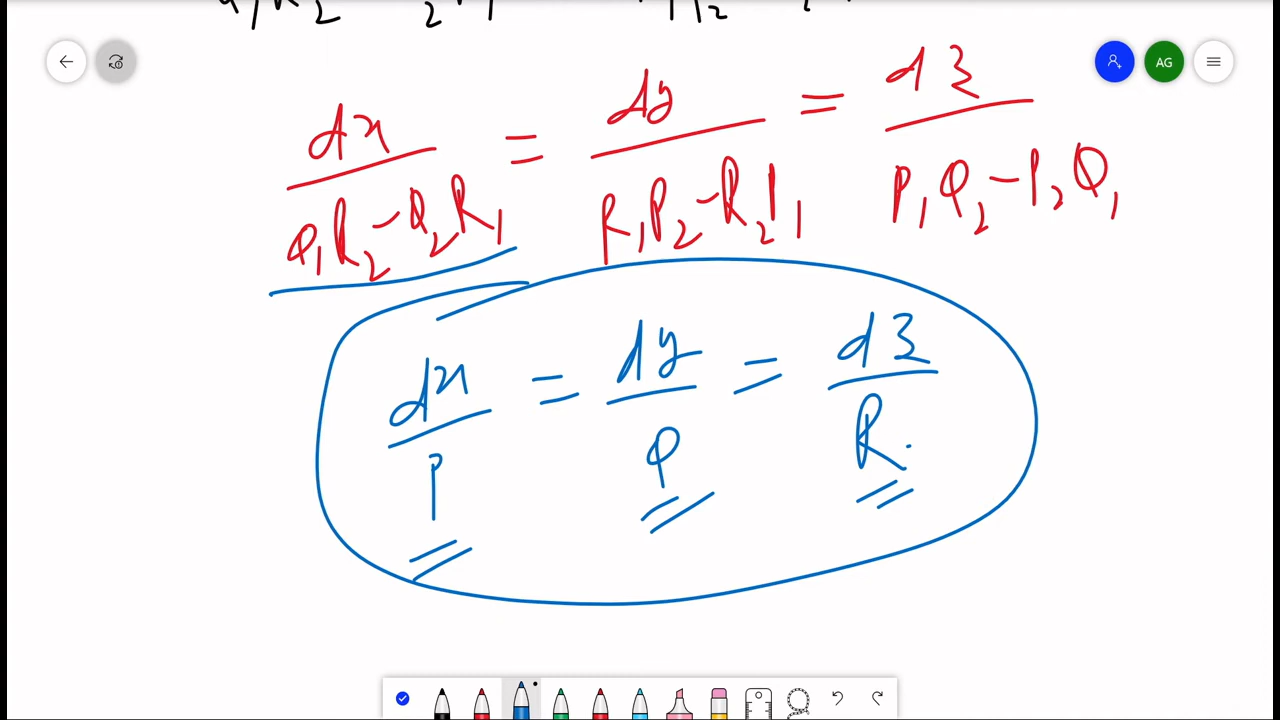 AG
dx/(Q₁R₂-Q₂R₁) = dy/(R₁P₂-R₂P₁) = dz/(P₁Q₂-P₂Q₁)
dx/P = dy/Q = dz/R.